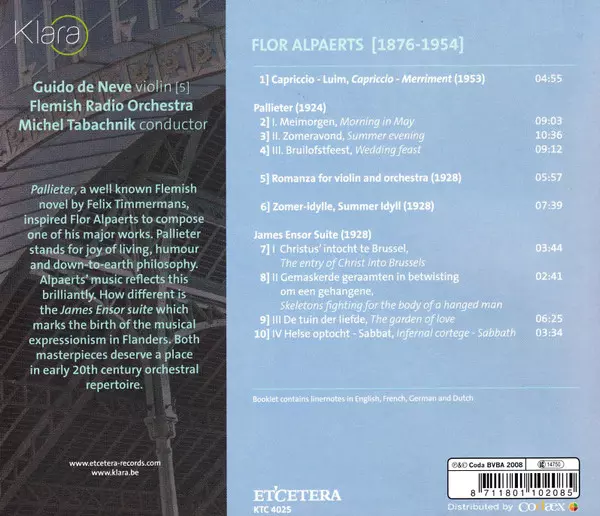 Klara
Guido de Neve violin [5]
Flemish Radio Orchestra
Michel Tabachnik conductor
Pallieter, a well known Flemish
novel by Felix Timmermans,
inspired Flor Alpaerts to compose
one of his major works. Pallieter
stands for joy of living, humour
and down-to-earth philosophy.
Alpaerts' music reflects this
brilliantly. How different is
the James Ensor suite which
marks the birth of the musical
expressionism in Flanders. Both
masterpieces deserve a place
in early 20th century orchestral
repertoire.
www.etcetera-records.com
www.klara.be
FLOR ALPAERTS [1876-1954]
1] Capriccio - Luim, Capriccio - Merriment (1953) 04:55
Pallieter (1924)
2] I. Meimorgen, Morning in May 09:03
3] II. Zomeravond, Summer evening 10:36
4] III. Bruilofstfeest, Wedding feast 09:12
5] Romanza for violin and orchestra (1928) 05:57
6] Zomer-Idylle, Summer Idyll (1928) 07:39
James Ensor Suite (1928)
7] I Christus' intocht te Brussel, 03:44
The entry of Christ into Brussels
8] II Gemaskerde geraamten in betwisting 02:41
om een gehangene,
Skeletons fighting for the body of a hanged man
9] III De tuin der liefde, The garden of love 06:25
10] IV Helse optocht - Sabbat, infernal cortege - Sabbath 03:34
Booklet contains linernotes in English, French, German and Dutch
ETCETERA
KTC 4025
℗&© Coda BVBA 2008
LC 14750
8 711801 102085
Distributed by codaex